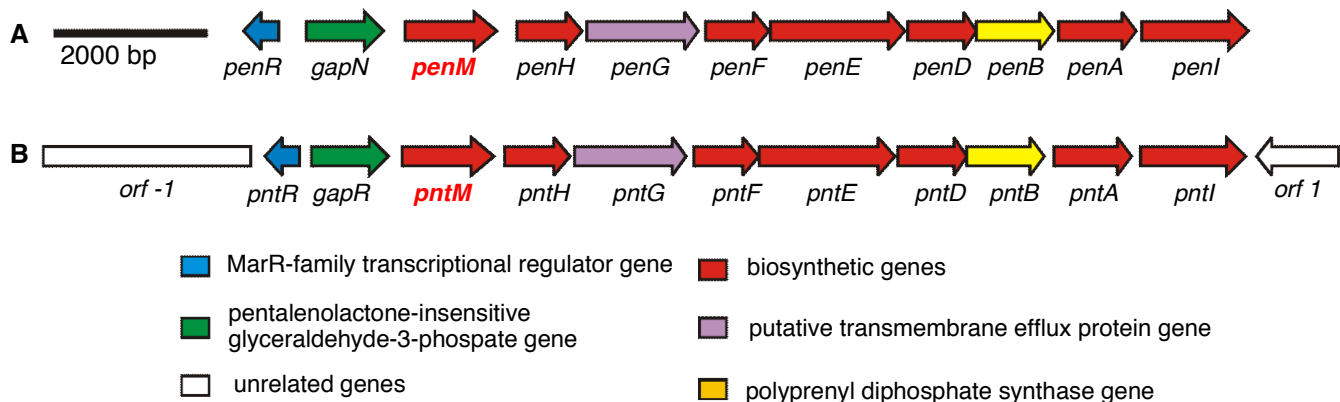 A
2000 bp
penR gapN penM penH penG penF penE penD penB penA penI
B
orf -1 pntR gapR pntM pntH pntG pntF pntE pntD pntB pntA pntI orf 1
MarR-family transcriptional regulator gene
biosynthetic genes
pentalenolactone-insensitive
glyceraldehyde-3-phospate gene
putative transmembrane efflux protein gene
unrelated genes
polyprenyl diphosphate synthase gene